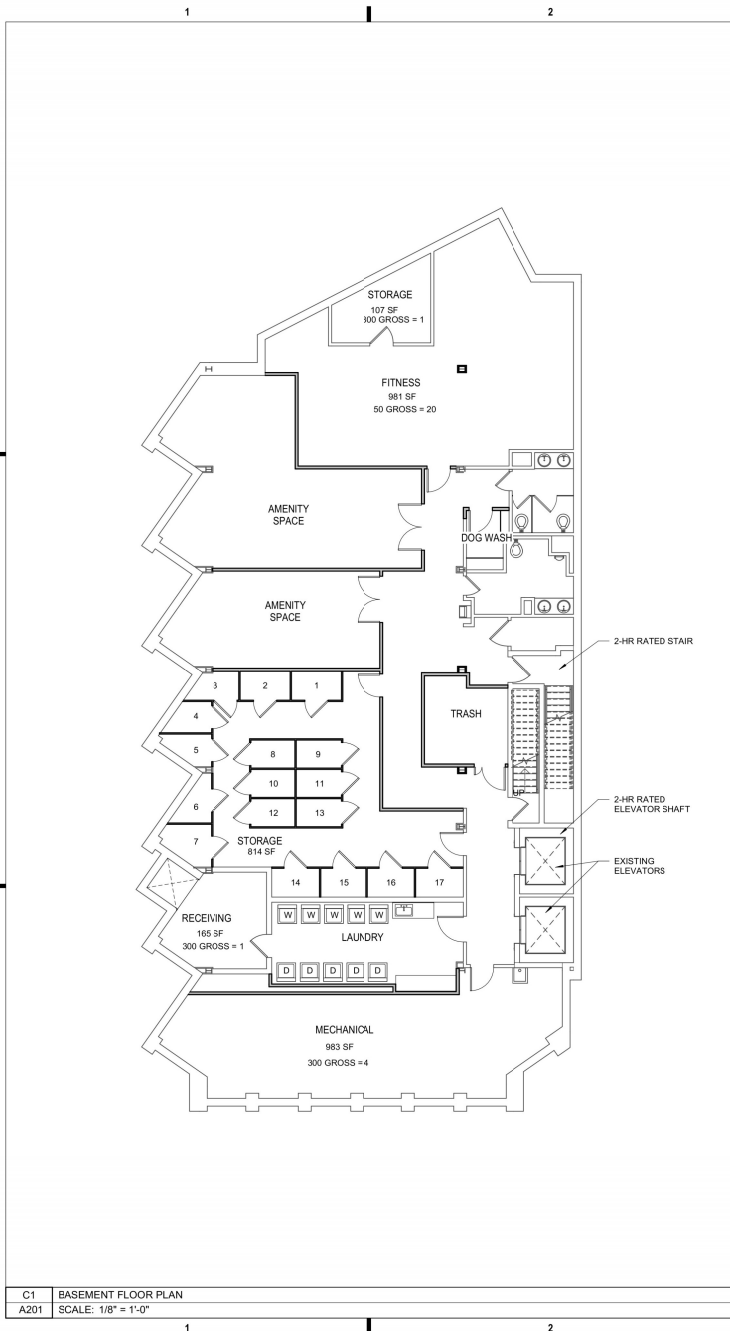 1
2
STORAGE
107 SF
300 GROSS = 1
FITNESS
981 SF
50 GROSS = 20
AMENITY
SPACE
DOG WASH
AMENITY
SPACE
2-HR RATED STAIR
3
2
1
4
TRASH
5
8
9
10
11
UP
6
12
13
2-HR RATED
ELEVATOR SHAFT
7
STORAGE
814 SF
EXISTING
ELEVATORS
14
15
16
17
RECEIVING
165 SF
300 GROSS = 1
W W W W W
LAUNDRY
D D D D D
MECHANICAL
983 SF
300 GROSS =4
C1 BASEMENT FLOOR PLAN
A201 SCALE: 1/8" = 1'-0"
1
2